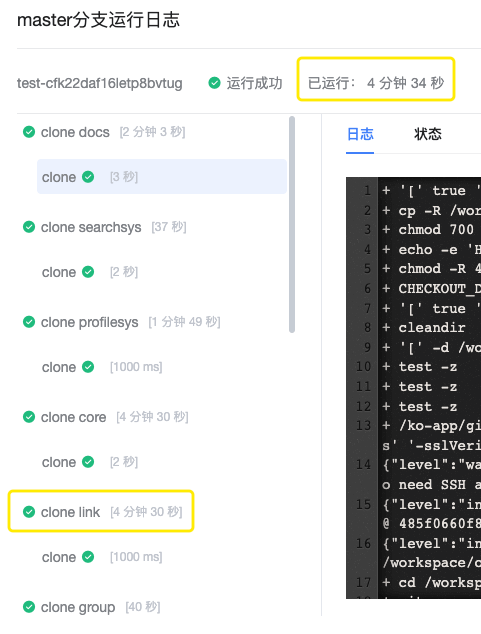 master分支运行日志
test-cfk22daf16letp8bvtug 运行成功 已运行： 4 分钟 34 秒
clone docs [2 分钟 3 秒]
clone [3 秒]
clone searchsys [37 秒]
clone [2 秒]
clone profilesys [1 分钟 49 秒]
clone [1000 ms]
clone core [4 分钟 30 秒]
clone [2 秒]
clone link [4 分钟 30 秒]
clone [1000 ms]
clone group [40 秒]
日志 状态
1 + '[' true '
2 + cp -R /wor
3 + chmod 700
4 + echo -e 'H
5 + chmod -R 4
6 + CHECKOUT_D
7 + '[' true '
8 + cleandir
9 + '[' -d /wo
10 + test -z
11 + test -z
12 + test -z
13 + /ko-app/gi
s' '-sslVeri
14 {"level":"wa
o need SSH a
15 {"level":"in
@ 485f0660f8
16 {"level":"in
/workspace/o
17 + cd /worksp